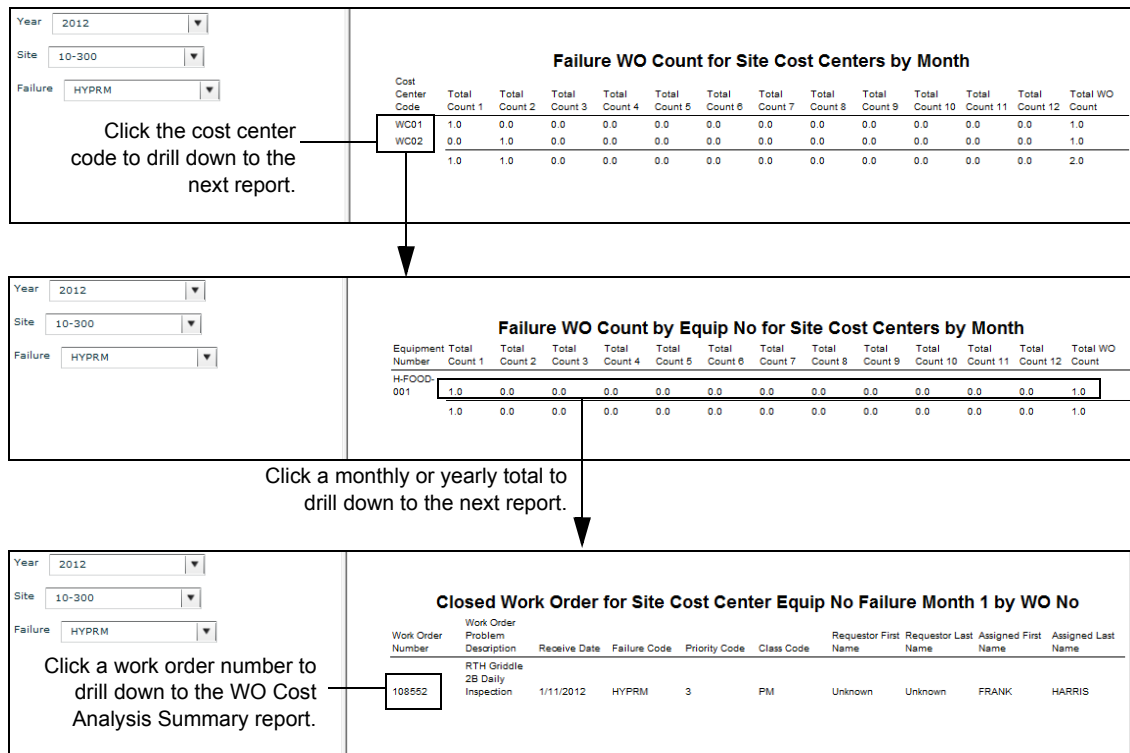 Year 2012
Site 10-300
Failure HYPRM
Click the cost center
code to drill down to the
next report.
Failure WO Count for Site Cost Centers by Month
Cost Center Code Total Count 1 Total Count 2 Total Count 3 Total Count 4 Total Count 5 Total Count 6 Total Count 7 Total Count 8 Total Count 9 Total Count 10 Total Count 11 Total Count 12 Total WO Count
WC01 1.0 0.0 0.0 0.0 0.0 0.0 0.0 0.0 0.0 0.0 0.0 0.0 1.0
WC02 0.0 1.0 0.0 0.0 0.0 0.0 0.0 0.0 0.0 0.0 0.0 0.0 1.0
1.0 1.0 0.0 0.0 0.0 0.0 0.0 0.0 0.0 0.0 0.0 0.0 2.0
Year 2012
Site 10-300
Failure HYPRM
Failure WO Count by Equip No for Site Cost Centers by Month
Equipment Number Total Count 1 Total Count 2 Total Count 3 Total Count 4 Total Count 5 Total Count 6 Total Count 7 Total Count 8 Total Count 9 Total Count 10 Total Count 11 Total Count 12 Total WO Count
H-FOOD-
001 1.0 0.0 0.0 0.0 0.0 0.0 0.0 0.0 0.0 0.0 0.0 0.0 1.0
1.0 0.0 0.0 0.0 0.0 0.0 0.0 0.0 0.0 0.0 0.0 0.0 1.0
Click a monthly or yearly total to
drill down to the next report.
Year 2012
Site 10-300
Failure HYPRM
Click a work order number to
drill down to the WO Cost
Analysis Summary report.
Closed Work Order for Site Cost Center Equip No Failure Month 1 by WO No
Work Order Number Work Order Problem Description Receive Date Failure Code Priority Code Class Code Requestor First Name Requestor Last Name Assigned First Name Assigned Last Name
108552 RTH Griddle 2B Daily Inspection 1/11/2012 HYPRM 3 PM Unknown Unknown FRANK HARRIS